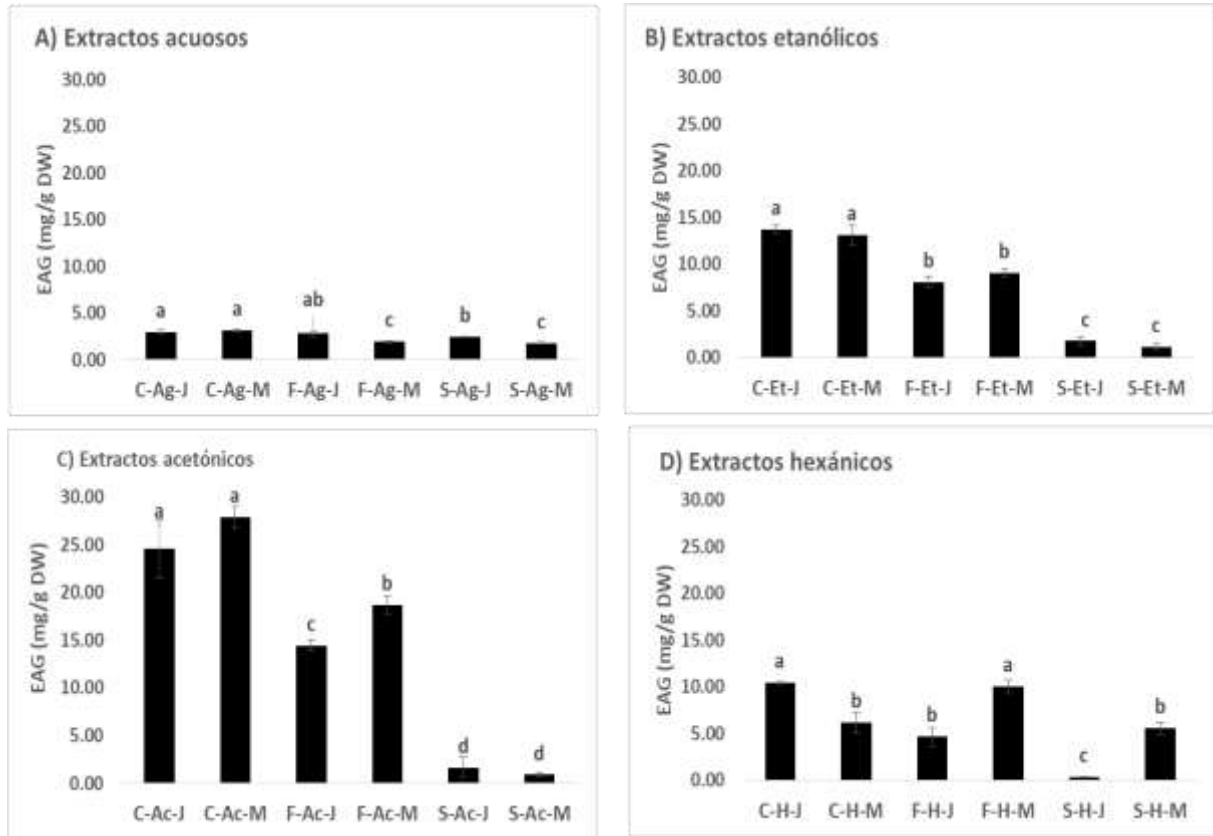 A) Extractos acuosos
EAG (mg/g DW)
30.00
25.00
20.00
15.00
10.00
5.00
0.00
a a ab c b c
C-Ag-J C-Ag-M F-Ag-J F-Ag-M S-Ag-J S-Ag-M
B) Extractos etanólicos
EAG (mg/g DW)
30.00
25.00
20.00
15.00
10.00
5.00
0.00
a a b b c c
C-Et-J C-Et-M F-Et-J F-Et-M S-Et-J S-Et-M
C) Extractos acetónicos
EAG (mg/g DW)
30.00
25.00
20.00
15.00
10.00
5.00
0.00
a a c b d d
C-Ac-J C-Ac-M F-Ac-J F-Ac-M S-Ac-J S-Ac-M
D) Extractos hexánicos
EAG (mg/g DW)
30.00
25.00
20.00
15.00
10.00
5.00
0.00
a b b a c b
C-H-J C-H-M F-H-J F-H-M S-H-J S-H-M